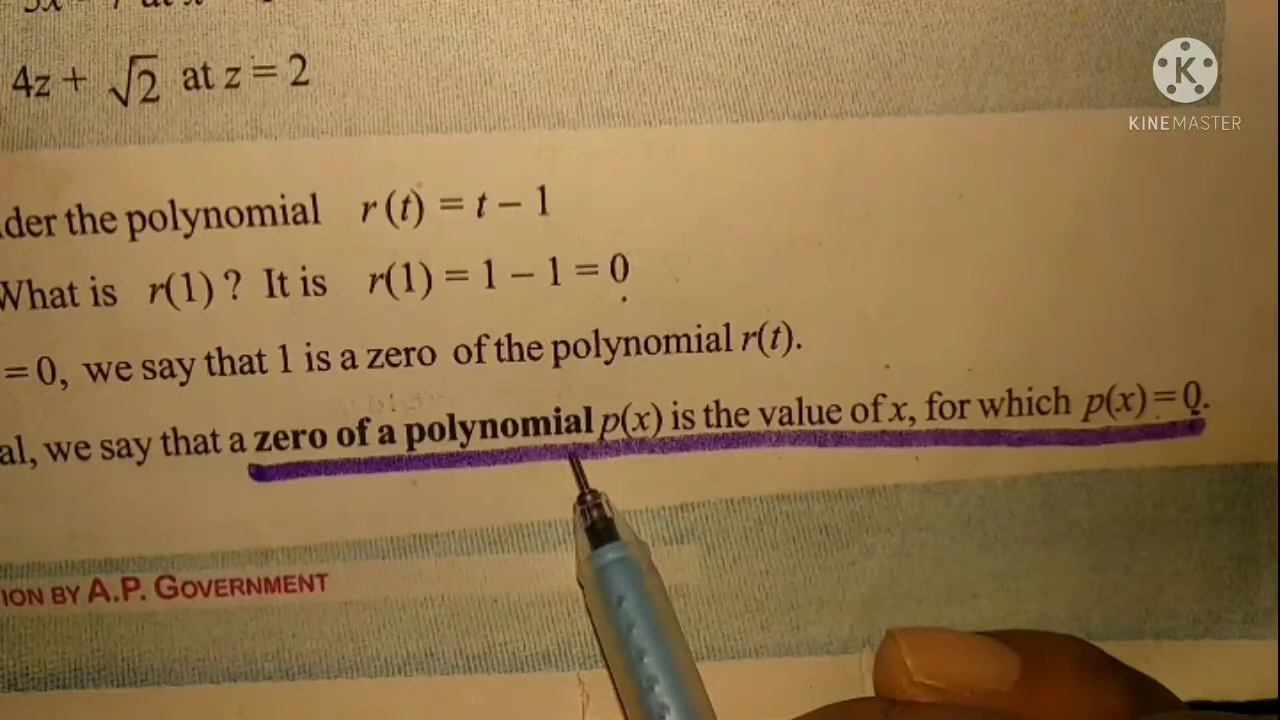 4z + √2 at z = 2
KINEMASTER
der the polynomial r(t) = t – 1
What is r(1) ? It is r(1) = 1 – 1 = 0
= 0, we say that 1 is a zero of the polynomial r(t).
al, we say that a zero of a polynomial p(x) is the value of x, for which p(x) = 0.
ION BY A.P. GOVERNMENT